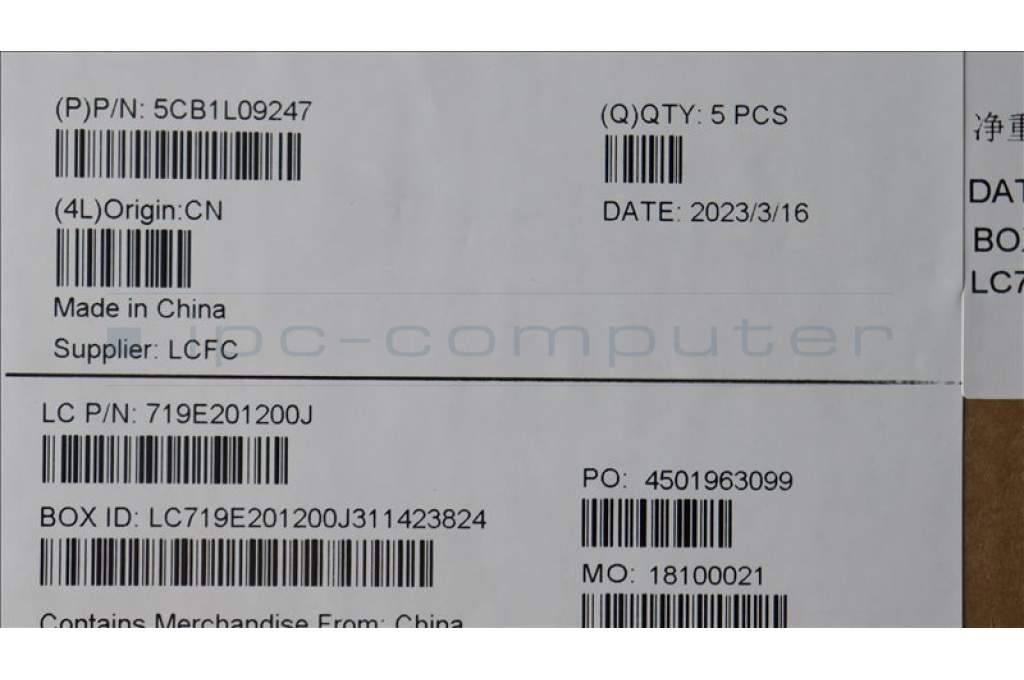 (P)P/N: 5CB1L09247
(Q)QTY: 5 PCS
(4L)Origin:CN
DATE: 2023/3/16
Made in China
Supplier: LCFC
ipc-computer
LC P/N: 719E201200J
PO: 4501963099
BOX ID: LC719E201200J311423824
MO: 18100021
Contains Merchandise From: China
净重
DAT
BO
LC7